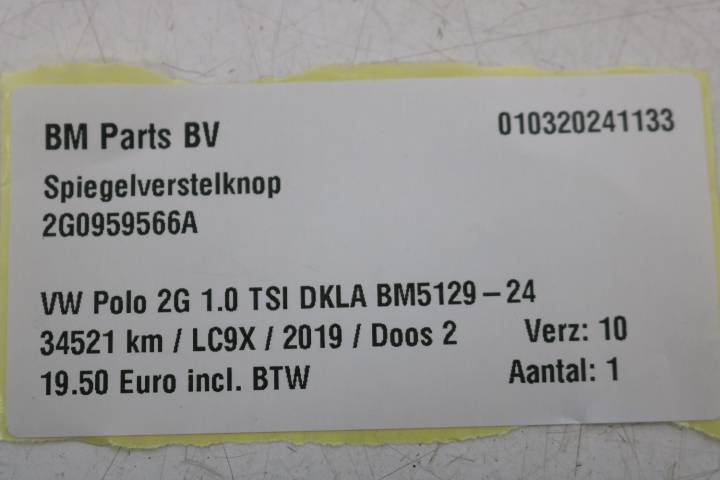 BM Parts BV 010320241133
Spiegelverstelknop
2G0959566A
VW Polo 2G 1.0 TSI DKLA BM5129-24
34521 km / LC9X / 2019 / Doos 2 Verz: 10
19.50 Euro incl. BTW Aantal: 1